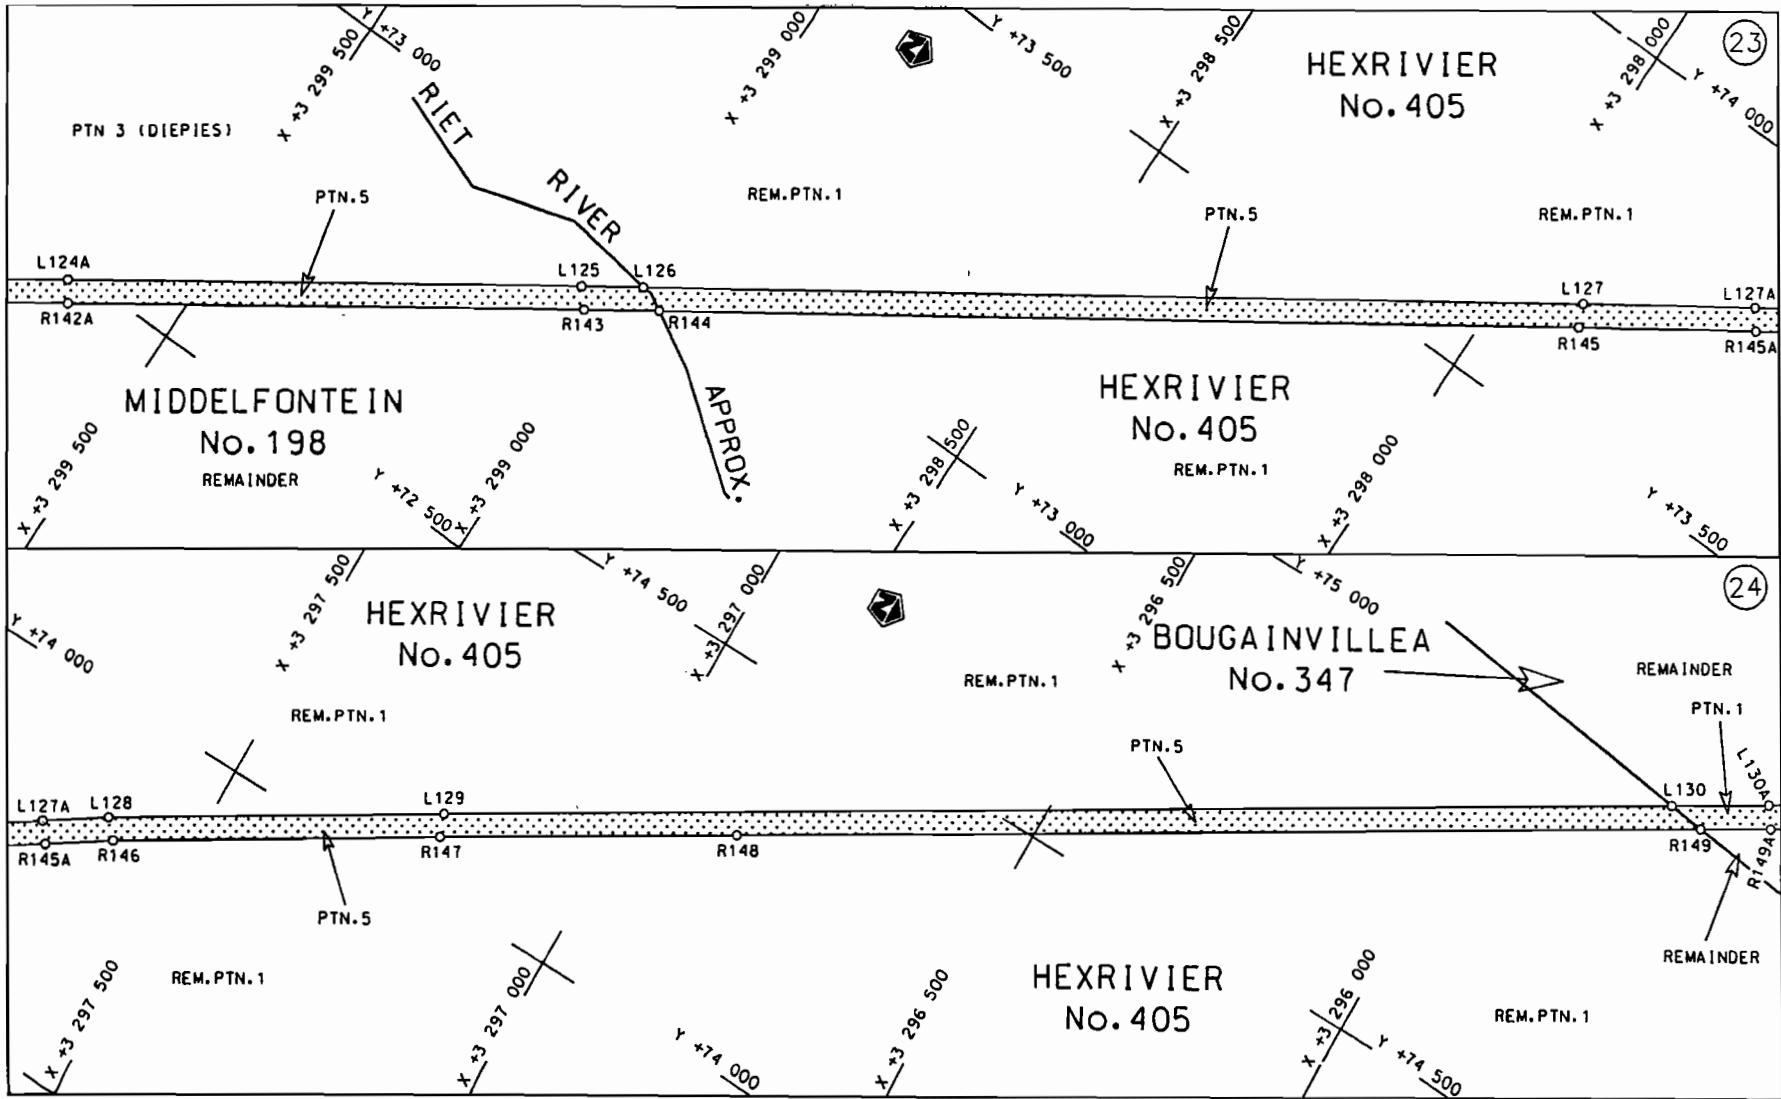 Y +73 000
X +3 299 500
X +3 299 000
N
Y +73 500
X +3 298 500
HEXRIVIER
No. 405
X +3 298 000
Y +74 000
23
PTN 3 (DIEPIES)
RIET
RIVER
APPROX.
PTN.5
REM.PTN.1
PTN.5
REM.PTN.1
L124A
L125
L126
L127
L127A
R142A
R143
R144
R145
R145A
MIDDELFONTEIN
No. 198
REMAINDER
HEXRIVIER
No. 405
REM.PTN.1
X +3 299 500
Y +72 500
X +3 299 000
X +3 298 500
Y +73 000
X +3 298 000
Y +73 500
24
Y +74 000
X +3 297 500
HEXRIVIER
No. 405
Y +74 500
X +3 297 000
N
X +3 296 500
Y +75 000
BOUGAINVILLEA
No. 347
REMAINDER
PTN.1
REM.PTN.1
REM.PTN.1
PTN.5
L127A
L128
L129
L130
L130A
R145A
R146
R147
R148
R149
R149A
PTN.5
REMAINDER
REM.PTN.1
HEXRIVIER
No. 405
REM.PTN.1
X +3 297 500
X +3 297 000
Y +74 000
X +3 296 500
X +3 296 000
Y +74 500